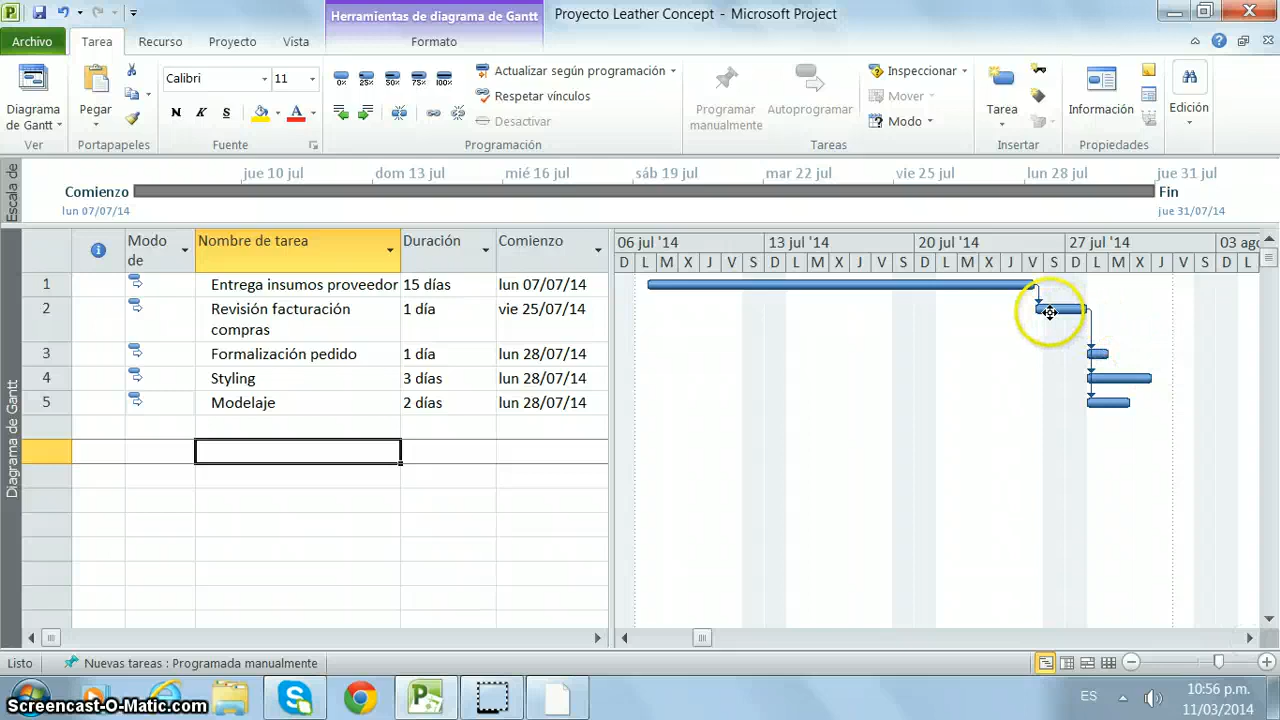 Herramientas de diagrama de Gantt
Proyecto Leather Concept - Microsoft Project
Archivo Tarea Recurso Proyecto Vista Formato
Diagrama de Gantt
Pegar
Calibri 11
N K S A
0% 25% 50% 75% 100%
Actualizar según programación
Respetar vínculos
Desactivar
Programar manualmente
Autoprogramar
Inspeccionar
Mover
Modo
Tarea
Información
Edición
Ver Portapapeles Fuente Programación Tareas Insertar Propiedades
Escala de
jue 10 jul dom 13 jul mié 16 jul sáb 19 jul mar 22 jul vie 25 jul lun 28 jul jue 31 jul
Comienzo Fin
lun 07/07/14 jue 31/07/14
Diagrama de Gantt
Modo de Nombre de tarea Duración Comienzo
06 jul '14 13 jul '14 20 jul '14 27 jul '14 03 ago
D L M X J V S D L M X J V S D L M X J V S D L M X J V S D L
1 Entrega insumos proveedor 15 días lun 07/07/14
2 Revisión facturación compras 1 día vie 25/07/14
3 Formalización pedido 1 día lun 28/07/14
4 Styling 3 días lun 28/07/14
5 Modelaje 2 días lun 28/07/14
Listo Nuevas tareas : Programada manualmente
Screencast-O-Matic.com
ES
10:56 p.m.
11/03/2014